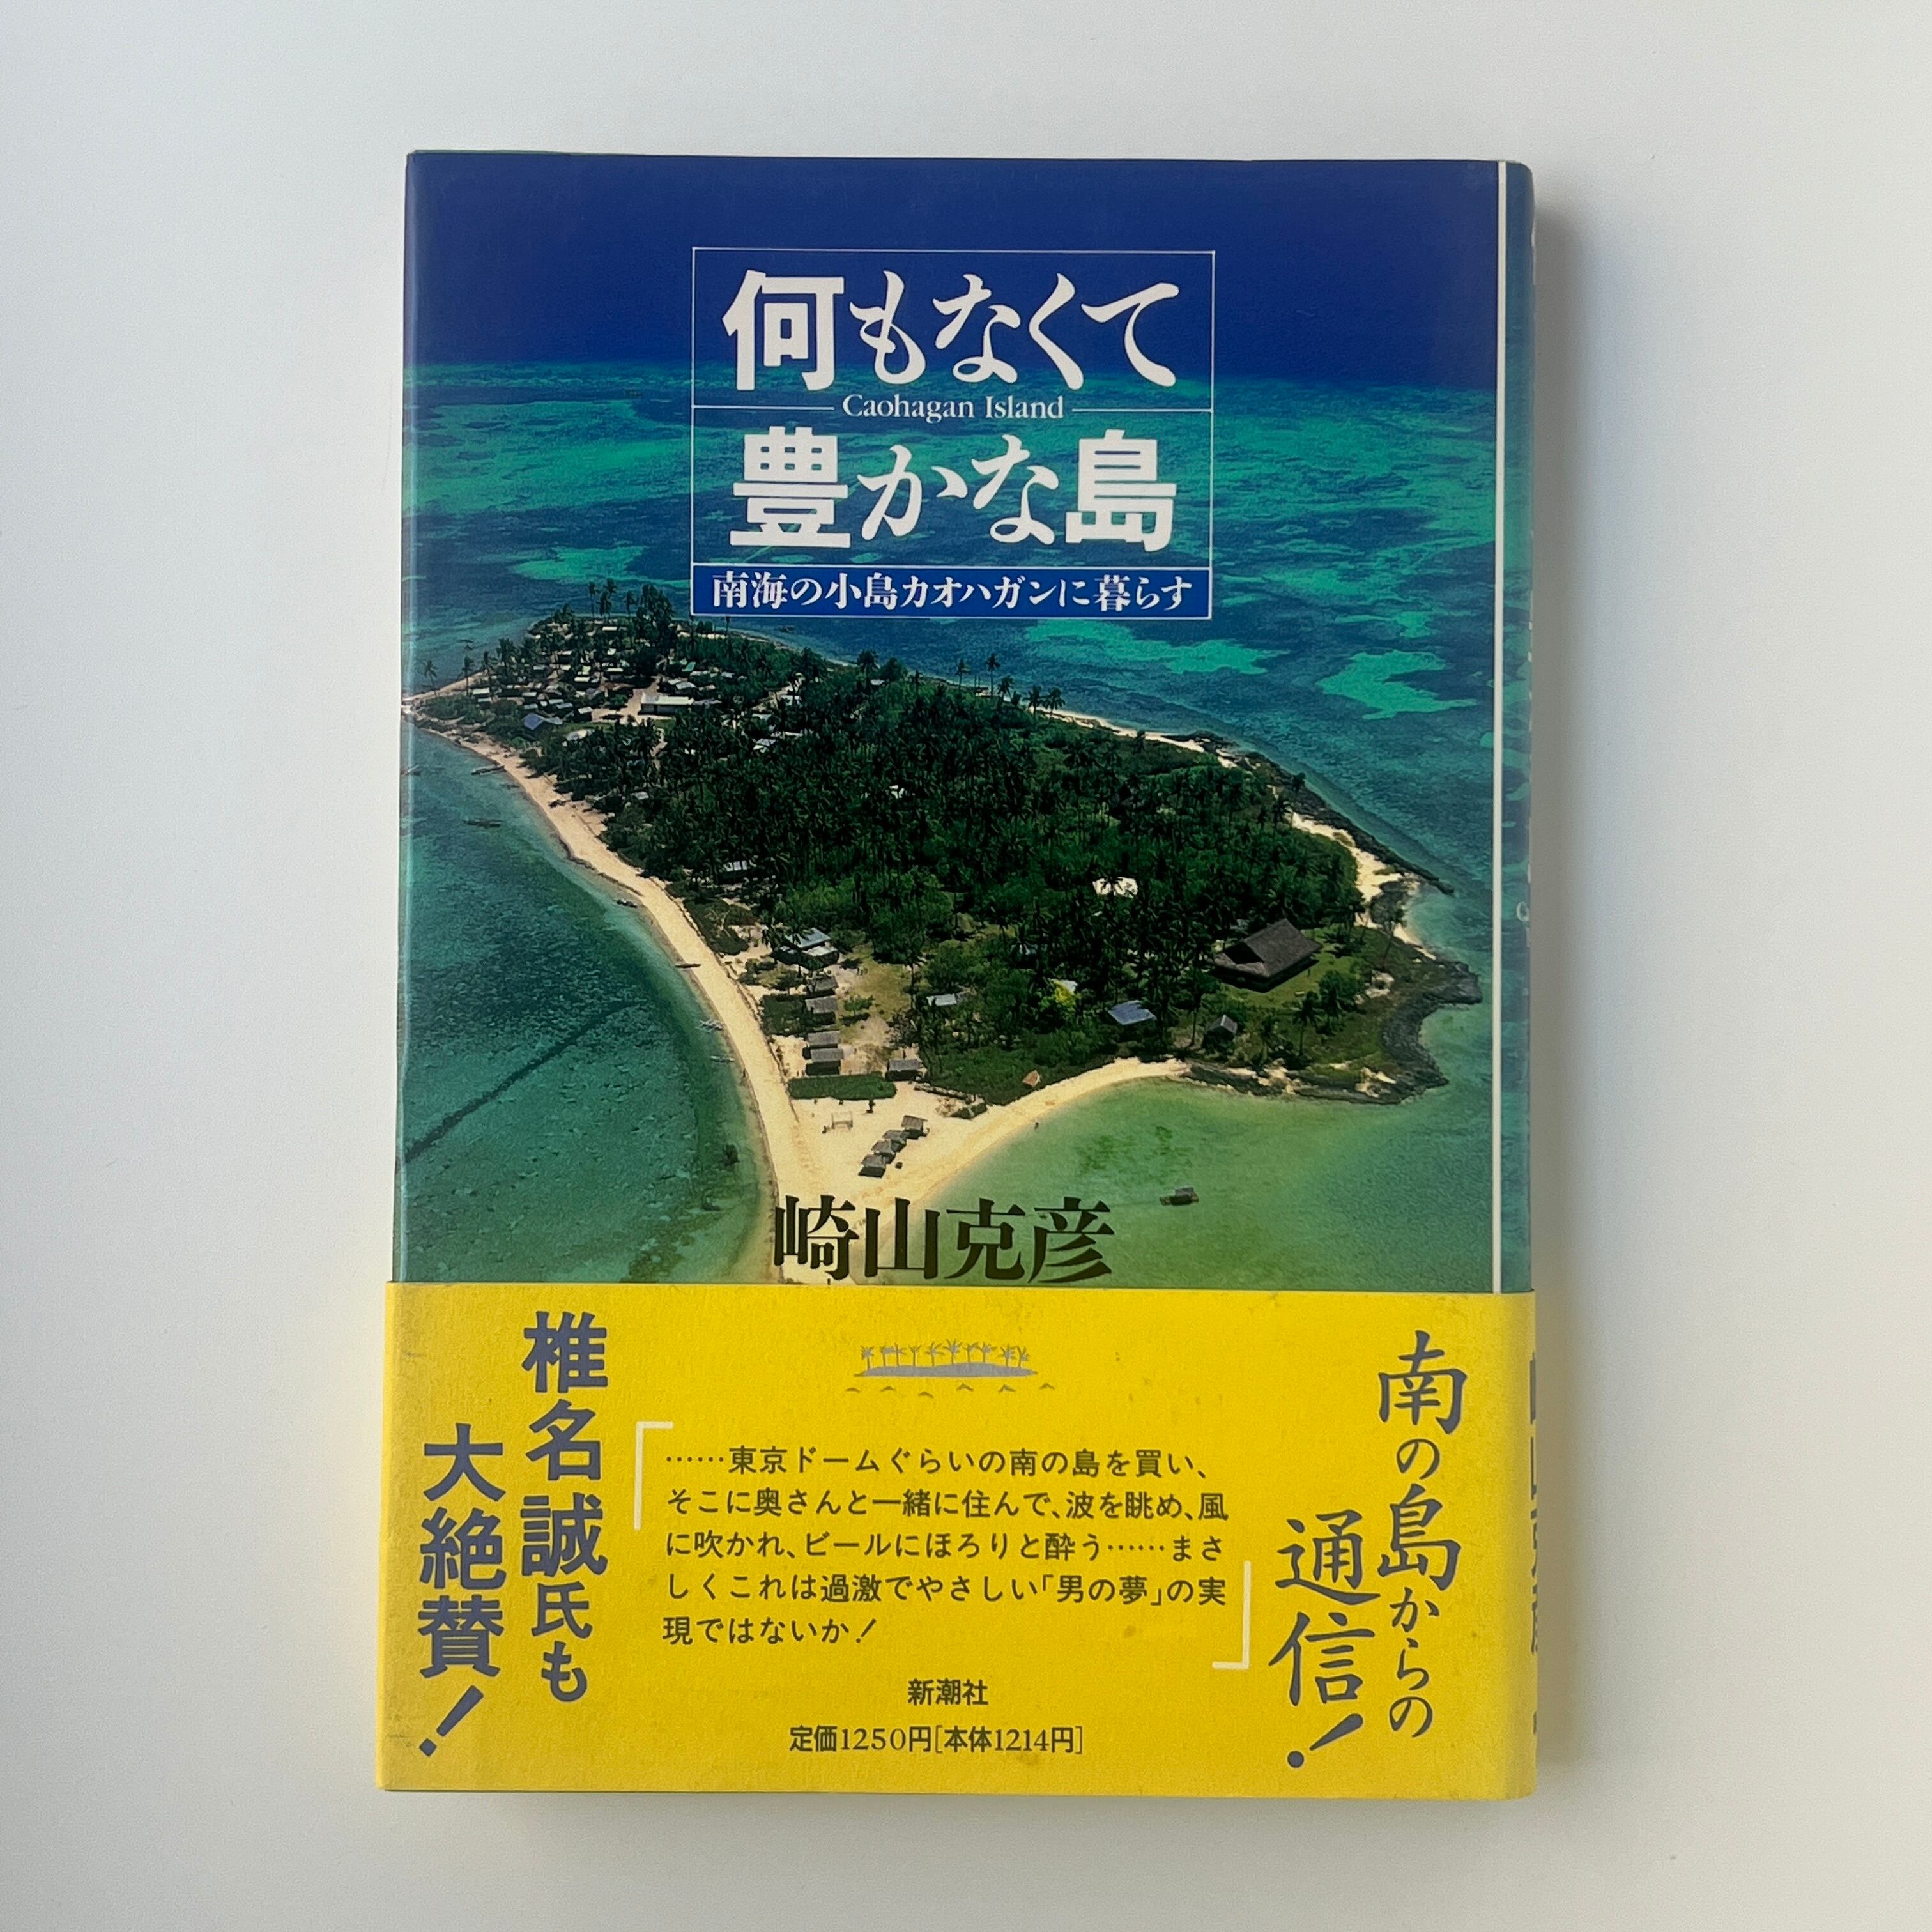 何もなくて
Caohagan Island
豊かな島
南海の小島カオハガンに暮らす
崎山克彦
南の島からの
通信！
「……東京ドームぐらいの南の島を買い、
そこに奥さんと一緒に住んで、波を眺め、風
に吹かれ、ビールにほろりと酔う……まさ
しくこれは過激でやさしい「男の夢」の実
現ではないか！」
椎名誠氏も
大絶賛！
新潮社
定価1250円[本体1214円]